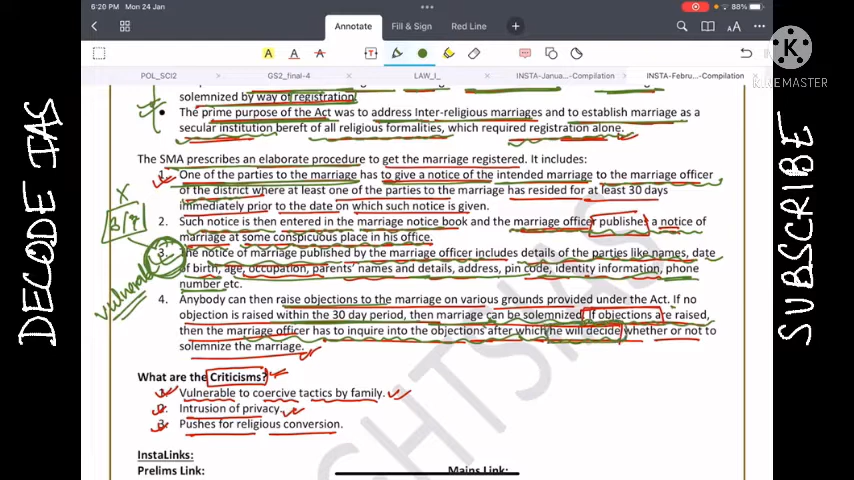 6:20 PM Mon 24 Jan
88%
Annotate
Fill & Sign
Red Line
POL_SCI2
GS2_final-4
LAW_I_
INSTA-Janua...-Compilation
INSTA-Februa...-Compilation
KINEMASTER
DECODE IAS
SUBSCRIBE
solemnized by way of registration.
The prime purpose of the Act was to address Inter-religious marriages and to establish marriage as a
secular institution bereft of all religious formalities, which required registration alone.
The SMA prescribes an elaborate procedure to get the marriage registered. It includes:
1. One of the parties to the marriage has to give a notice of the intended marriage to the marriage officer
of the district where at least one of the parties to the marriage has resided for at least 30 days
immediately prior to the date on which such notice is given.
2. Such notice is then entered in the marriage notice book and the marriage officer publishes a notice of
marriage at some conspicuous place in his office.
3. The notice of marriage published by the marriage officer includes details of the parties like names, date
of birth, age, occupation, parents' names and details, address, pin code, identity information, phone
number etc.
4. Anybody can then raise objections to the marriage on various grounds provided under the Act. If no
objection is raised within the 30 day period, then marriage can be solemnized. If objections are raised,
then the marriage officer has to inquire into the objections after which he will decide whether or not to
solemnize the marriage.
vulnerable
What are the Criticisms?
1. Vulnerable to coercive tactics by family.
2. Intrusion of privacy
3. Pushes for religious conversion.
InstaLinks:
Prelims Link:
Mains Link: